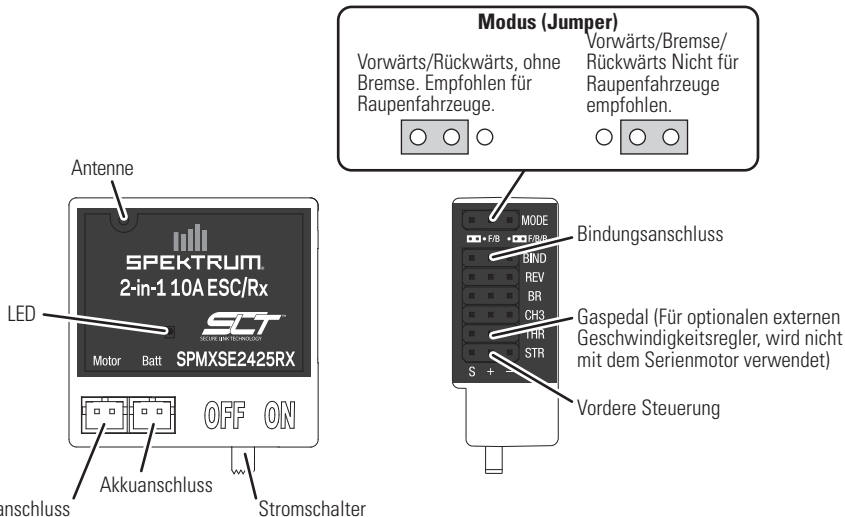 Modus (Jumper)
Vorwärts/Rückwärts, ohne
Bremse. Empfohlen für
Raupenfahrzeuge.
Vorwärts/Bremse/
Rückwärts Nicht für
Raupenfahrzeuge
empfohlen.
Antenne
SPEKTRUM.
2-in-1 10A ESC/Rx
LED
SLT™
SECURE LINK TECHNOLOGY
Motor Batt SPMXSE2425RX
OFF ON
anschluss
Akkuanschluss
Stromschalter
MODE
F/B F/B/R
BIND
REV
BR
CH3
THR
STR
S + –
Bindungsanschluss
Gaspedal (Für optionalen externen
Geschwindigkeitsregler, wird nicht
mit dem Serienmotor verwendet)
Vordere Steuerung